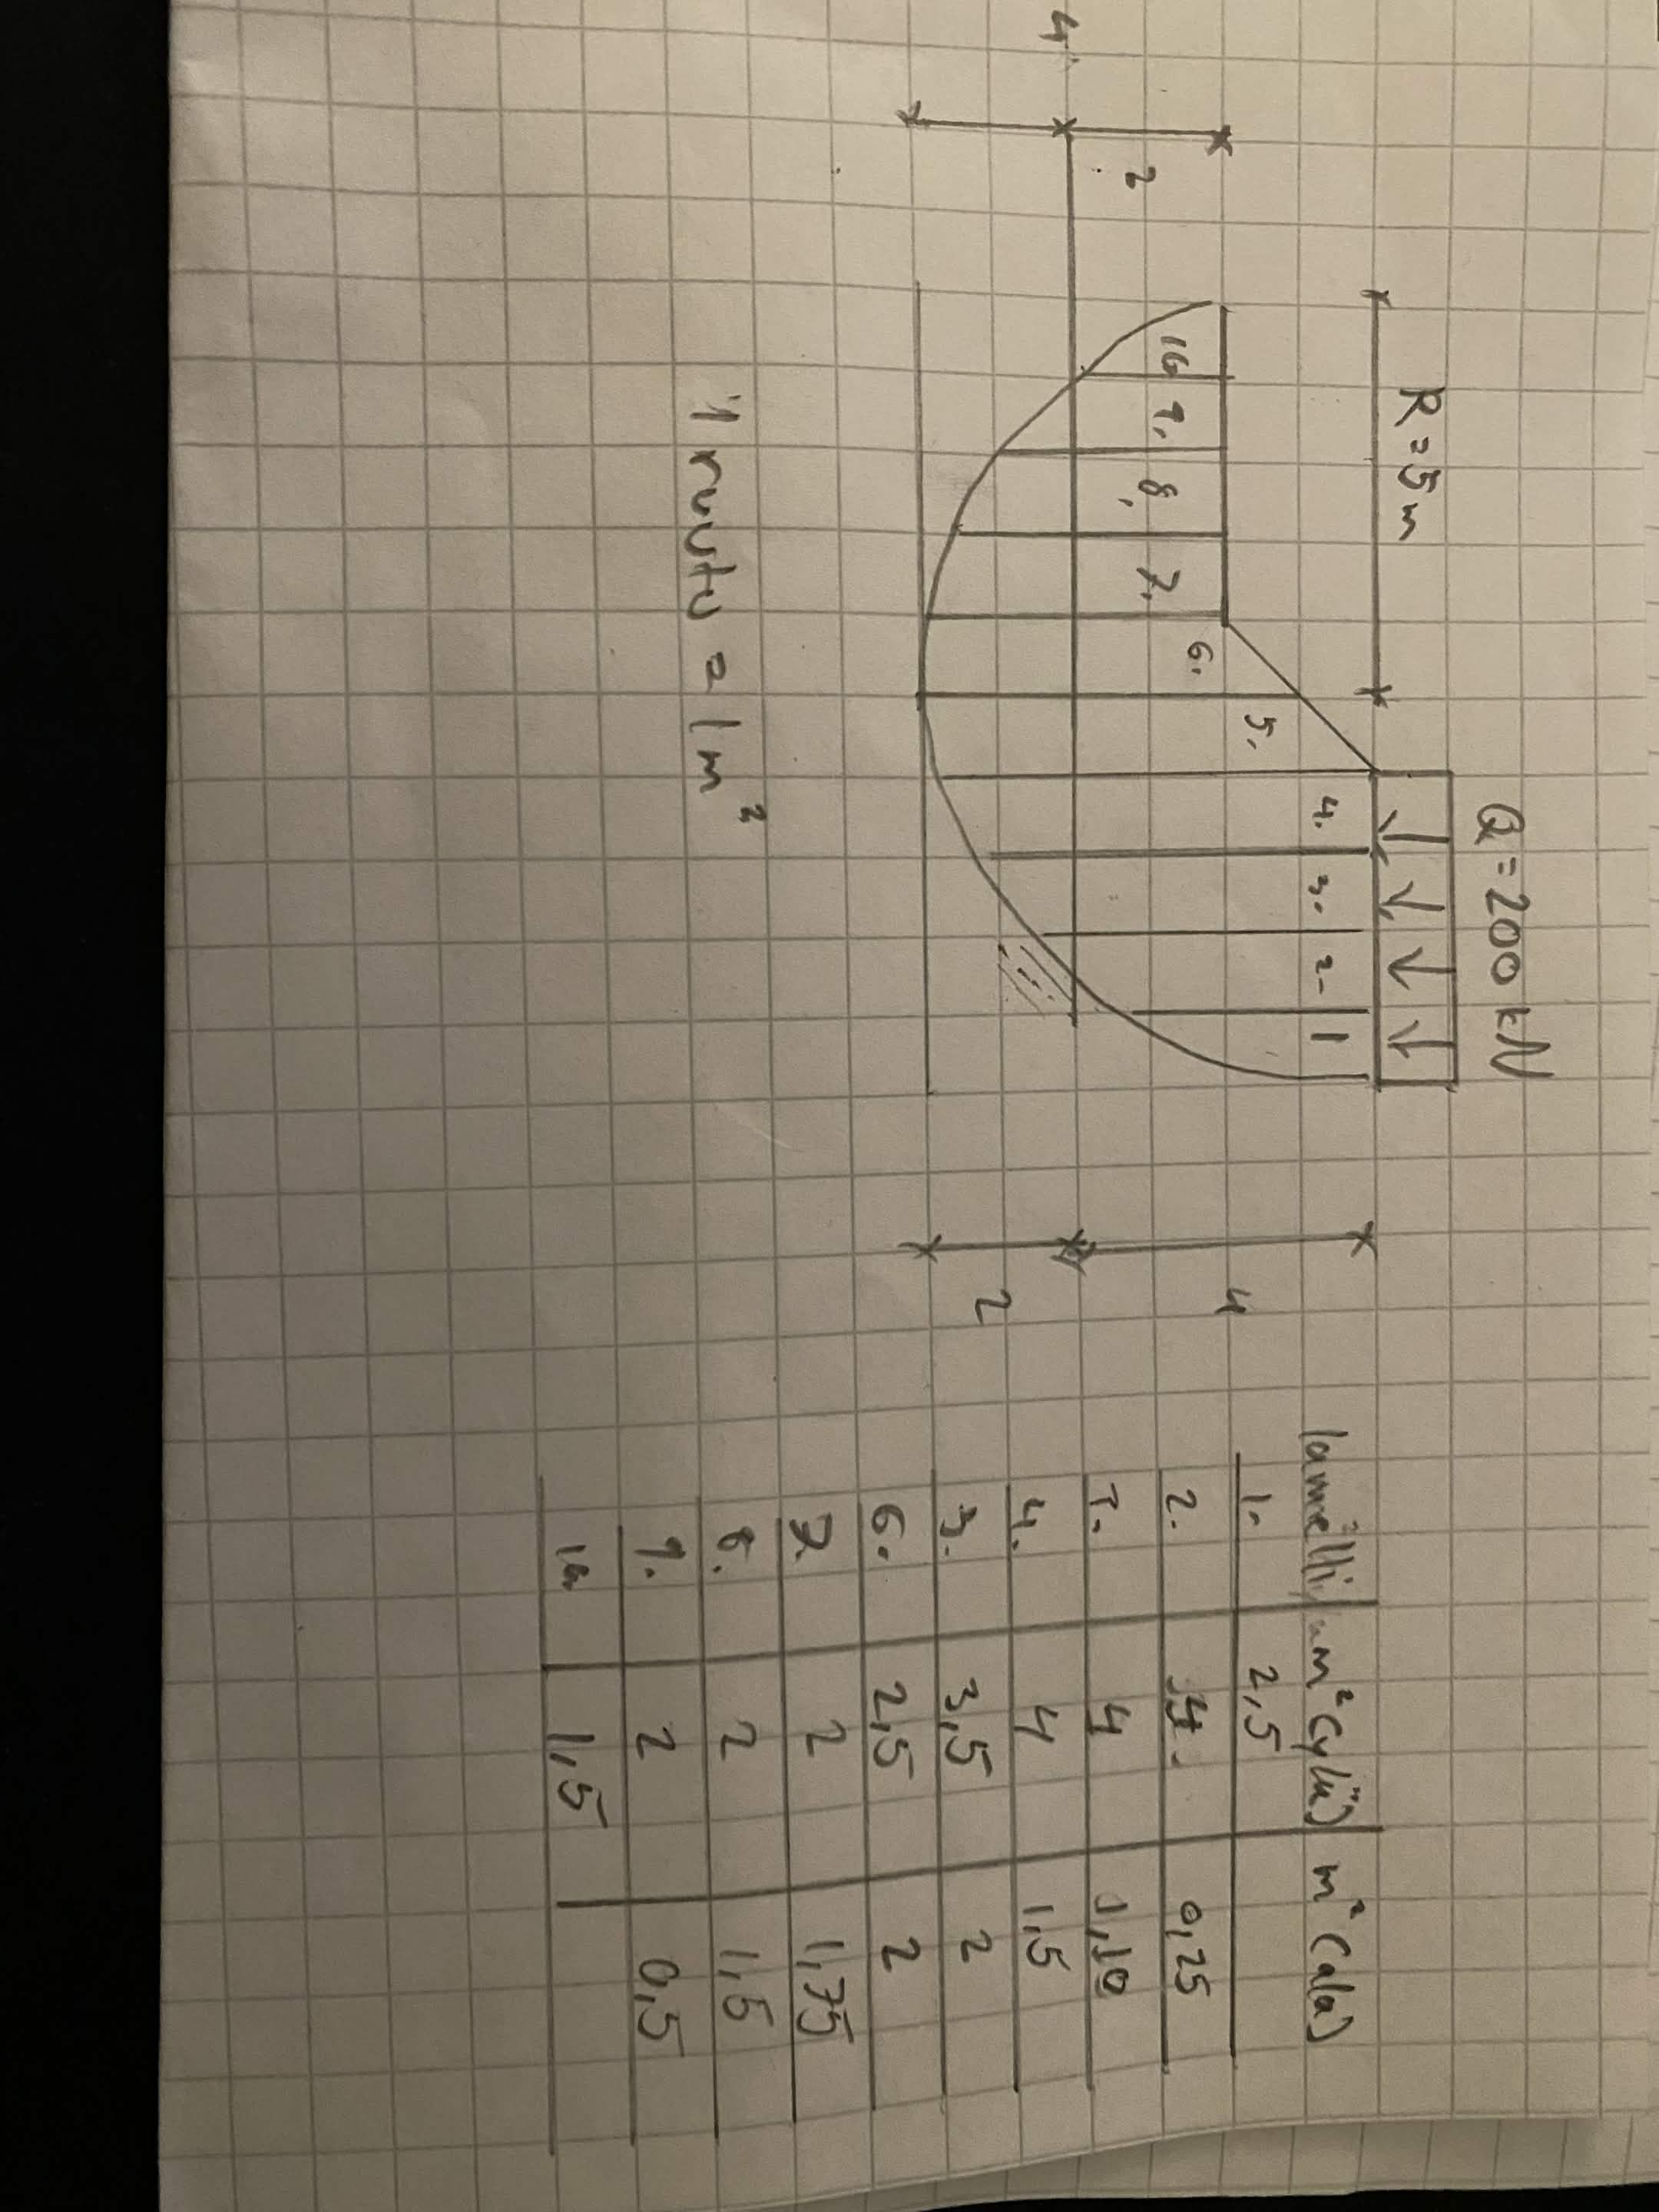 Q = 200 kN
R = 5 m
4. 3. 2. 1
5.
6.
10 9. 8. 7.
2
4
4
2
1 ruutu = 1 m²
lamelli m² (ylä) m² (ala)
1. 2,5
2. 4 0,25
3. 4 1,10
4. 4 1,5
5. 3,5 2
6. 2,5 2
7. 2 1,75
8. 2 1,5
9. 2 0,5
10. 1,5